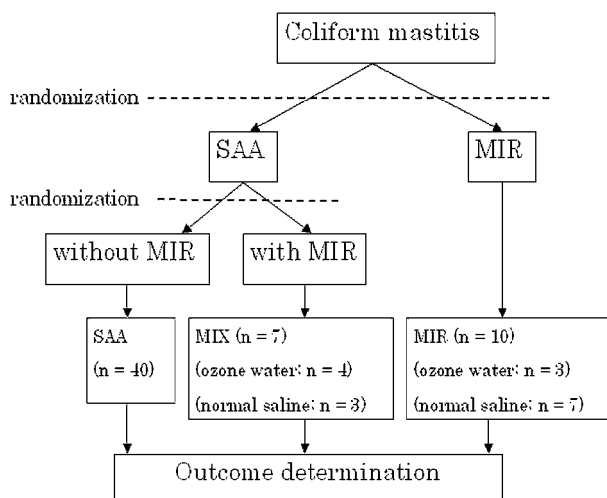 Coliform mastitis
randomization
SAA
MIR
randomization
without MIR
with MIR
SAA
(n = 40)
MIX (n = 7)
(ozone water; n = 4)
(normal saline; n = 3)
MIR (n = 10)
(ozone water; n = 3)
(normal saline; n = 7)
Outcome determination